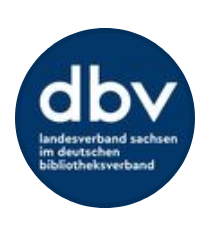 dbv
landesverband sachsen
im deutschen
bibliotheksverband